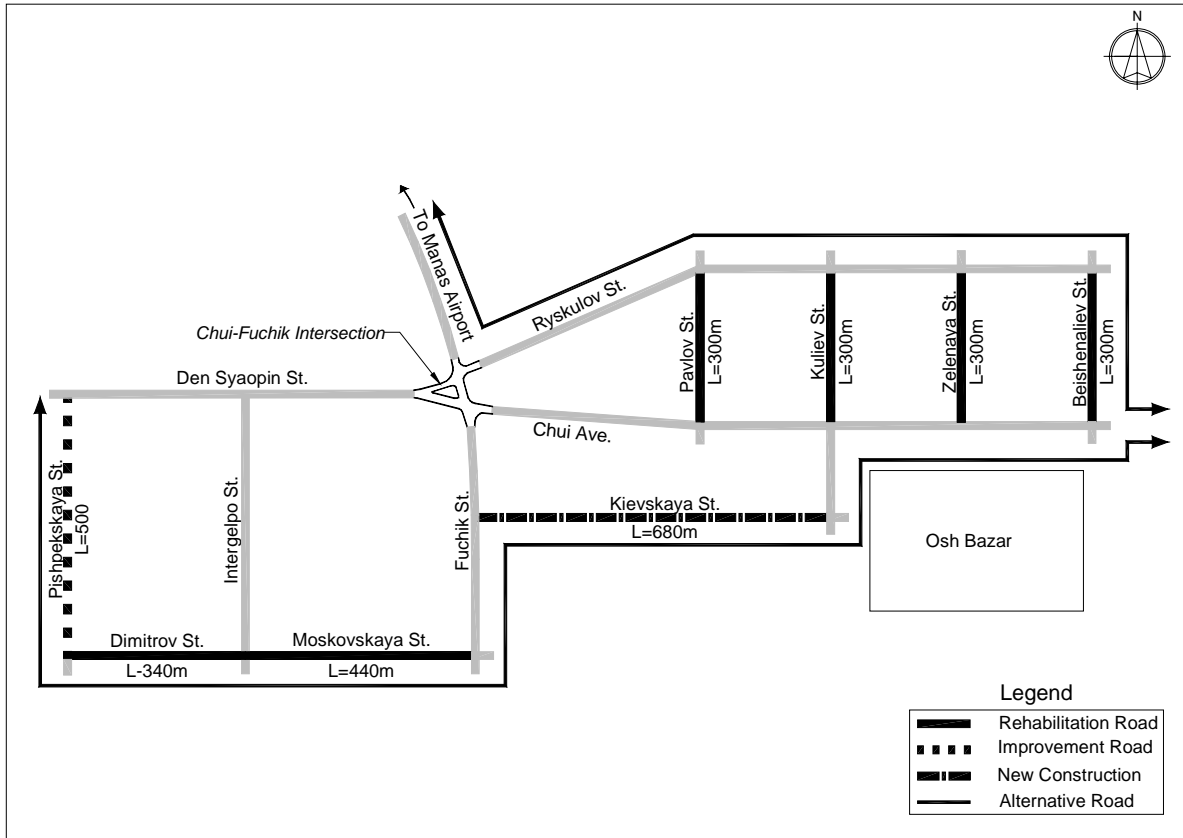 N
To Manas Airport
Ryskulov St.
Chui-Fuchik Intersection
Den Syaopin St.
Pavlov St.
L=300m
Kuliev St.
L=300m
Zelenaya St.
L=300m
Beishenaliev St.
L=300m
Chui Ave.
Pishpekskaya St.
L=500
Intergelpo St.
Fuchik St.
Kievskaya St.
L=680m
Osh Bazar
Dimitrov St.
L-340m
Moskovskaya St.
L=440m
Legend
Rehabilitation Road
Improvement Road
New Construction
Alternative Road